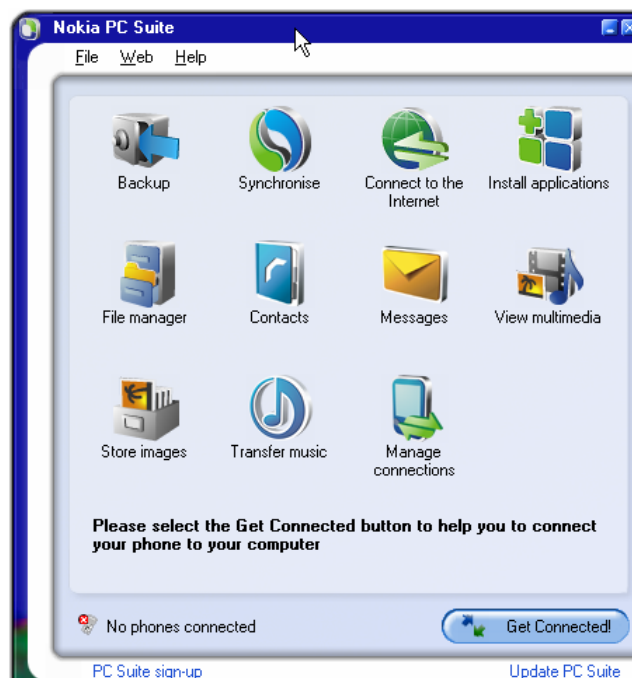 Nokia PC Suite
File Web Help
Backup
Synchronise
Connect to the
Internet
Install applications
File manager
Contacts
Messages
View multimedia
Store images
Transfer music
Manage
connections
Please select the Get Connected button to help you to connect
your phone to your computer
No phones connected
Get Connected!
PC Suite sign-up
Update PC Suite